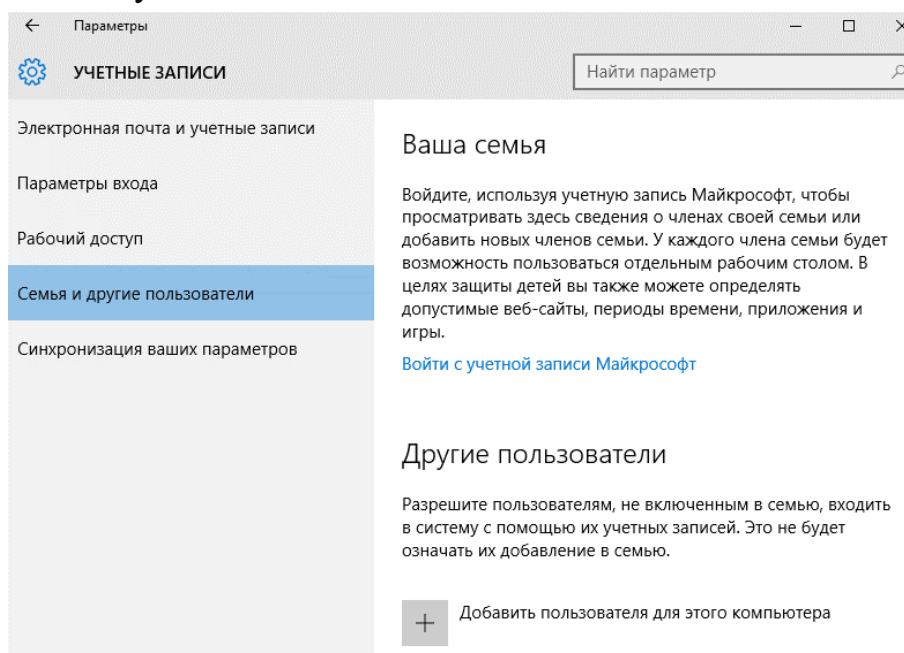 Параметры
УЧЕТНЫЕ ЗАПИСИ
Найти параметр
Электронная почта и учетные записи
Параметры входа
Рабочий доступ
Семья и другие пользователи
Синхронизация ваших параметров
Ваша семья
Войдите, используя учетную запись Майкрософт, чтобы
просматривать здесь сведения о членах своей семьи или
добавить новых членов семьи. У каждого члена семьи будет
возможность пользоваться отдельным рабочим столом. В
целях защиты детей вы также можете определять
допустимые веб-сайты, периоды времени, приложения и
игры.
Войти с учетной записи Майкрософт
Другие пользователи
Разрешите пользователям, не включенным в семью, входить
в систему с помощью их учетных записей. Это не будет
означать их добавление в семью.
Добавить пользователя для этого компьютера